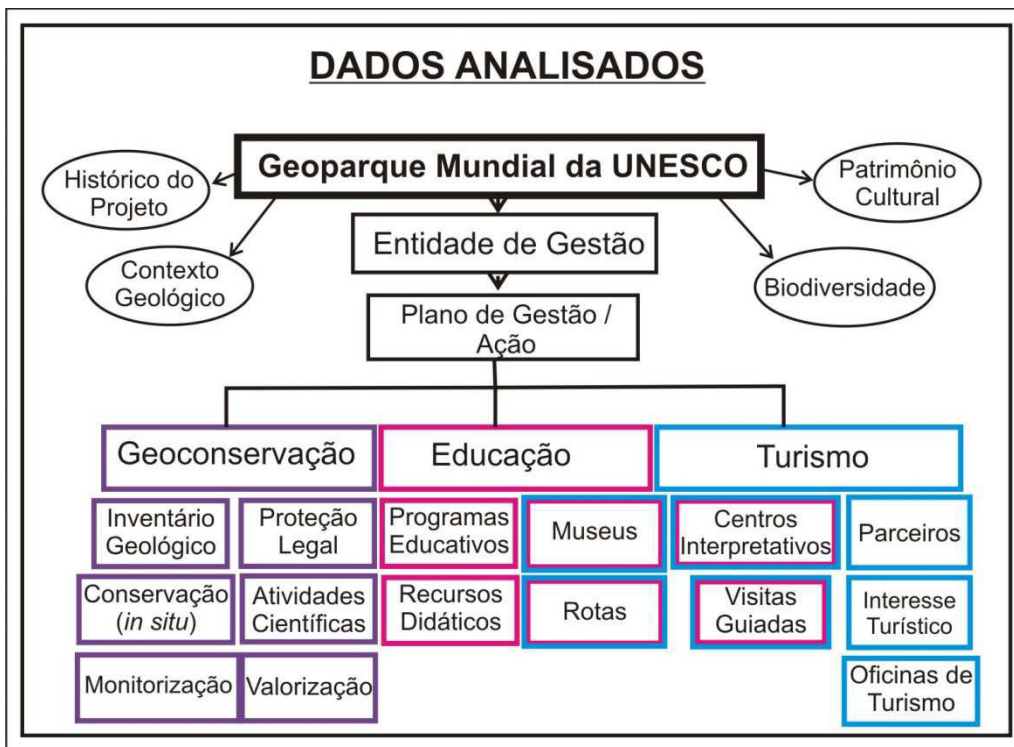 DADOS ANALISADOS
Geoparque Mundial da UNESCO
Histórico do
Projeto
Patrimônio
Cultural
Contexto
Geológico
Entidade de Gestão
Biodiversidade
Plano de Gestão /
Ação
Geoconservação
Educação
Turismo
Inventário
Geológico
Proteção
Legal
Programas
Educativos
Museus
Centros
Interpretativos
Parceiros
Conservação
(in situ)
Atividades
Científicas
Recursos
Didáticos
Rotas
Visitas
Guiadas
Interesse
Turístico
Monitorização
Valorização
Oficinas de
Turismo